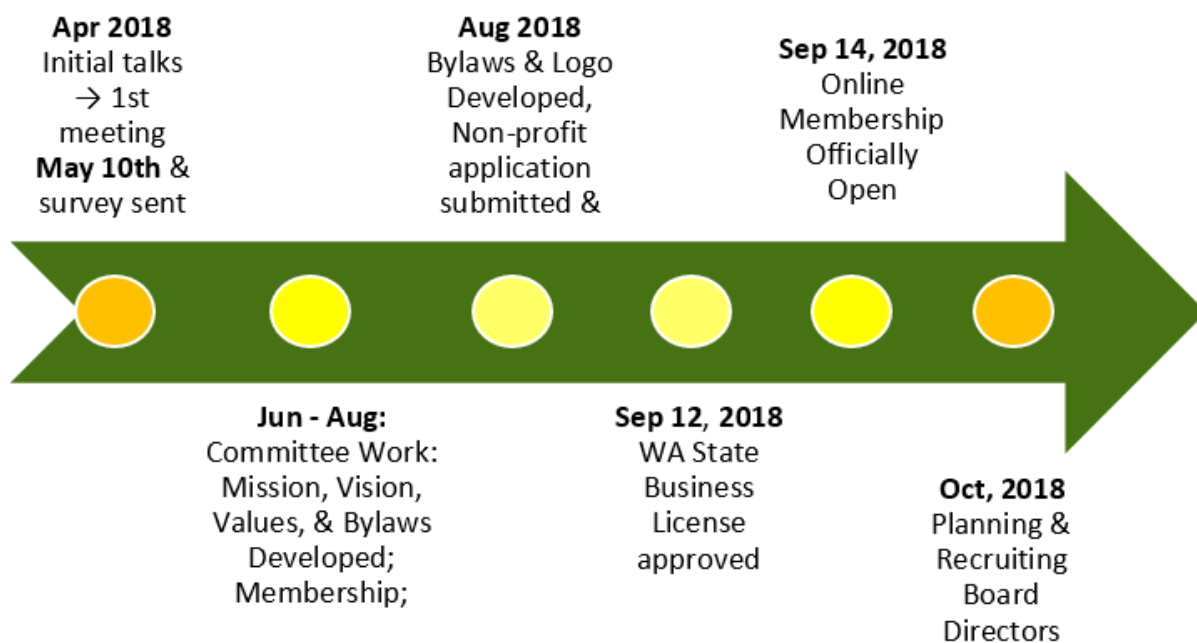 Apr 2018
Initial talks
→ 1st
meeting
May 10th &
survey sent
Jun - Aug:
Committee Work:
Mission, Vision,
Values, & Bylaws
Developed;
Membership;
Aug 2018
Bylaws & Logo
Developed,
Non-profit
application
submitted &
Sep 12, 2018
WA State
Business
License
approved
Sep 14, 2018
Online
Membership
Officially
Open
Oct, 2018
Planning &
Recruiting
Board
Directors